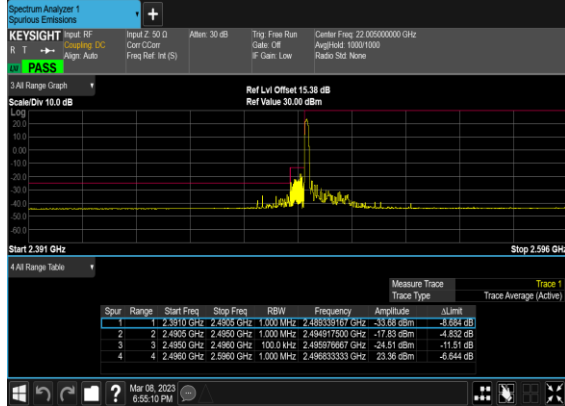 Spectrum Analyzer 1
Spurious Emissions
+
KEYSIGHT Input: RF Input Z: 50 Ω Atten: 30 dB Trig: Free Run Center Freq: 22.005000000 GHz
R T Coupling: DC Corr CCorr Gate: Off Avg|Hold: 1000/1000
Align: Auto Freq Ref: Int (S) IF Gain: Low Radio Std: None
PASS
3 All Range Graph
Ref Lvl Offset 15.38 dB
Scale/Div 10.0 dB Ref Value 30.00 dBm
Log
20.0
10.0
0.00
-10.0
-20.0
-30.0
-40.0
-50.0
-60.0
Start 2.391 GHz Stop 2.596 GHz
4 All Range Table
Measure Trace Trace 1
Trace Type Trace Average (Active)
Spur Range Start Freq Stop Freq RBW Frequency Amplitude ΔLimit
1 1 2.3910 GHz 2.4905 GHz 1.000 MHz 2.489339167 GHz -33.68 dBm -8.684 dB
2 2 2.4905 GHz 2.4950 GHz 1.000 MHz 2.494917500 GHz -17.83 dBm -4.832 dB
3 3 2.4950 GHz 2.4960 GHz 100.0 kHz 2.495976667 GHz -24.51 dBm -11.51 dB
4 4 2.4960 GHz 2.5960 GHz 1.000 MHz 2.496833333 GHz 23.36 dBm -6.644 dB
? Mar 08, 2023
6:55:10 PM